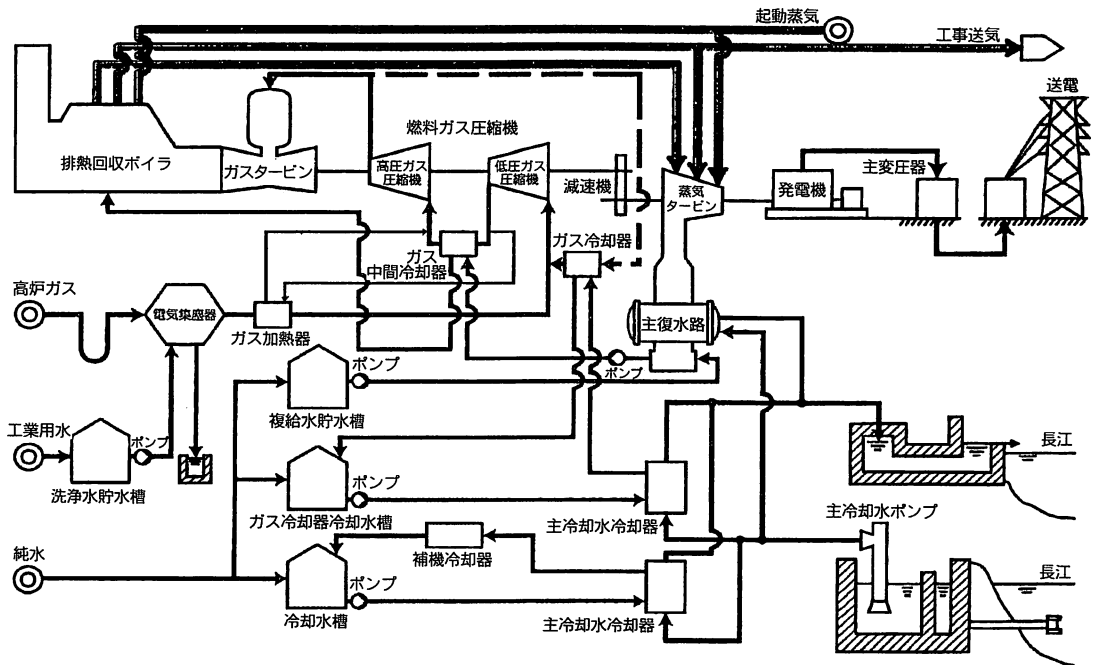 起動蒸気
工事送気
送電
燃料ガス圧縮機
排熱回収ボイラ
ガスタービン
高圧ガス
圧縮機
低圧ガス
圧縮機
減速機
蒸気
タービン
発電機
主変圧器
ガス
中間冷却器
ガス冷却器
高炉ガス
電気集塵器
ガス加熱器
主復水路
ポンプ
ポンプ
複給水貯水槽
工業用水
ポンプ
洗浄水貯水槽
ポンプ
ガス冷却器冷却水槽
主冷却水冷却器
長江
主冷却水ポンプ
純水
補機冷却器
ポンプ
冷却水槽
主冷却水冷却器
長江